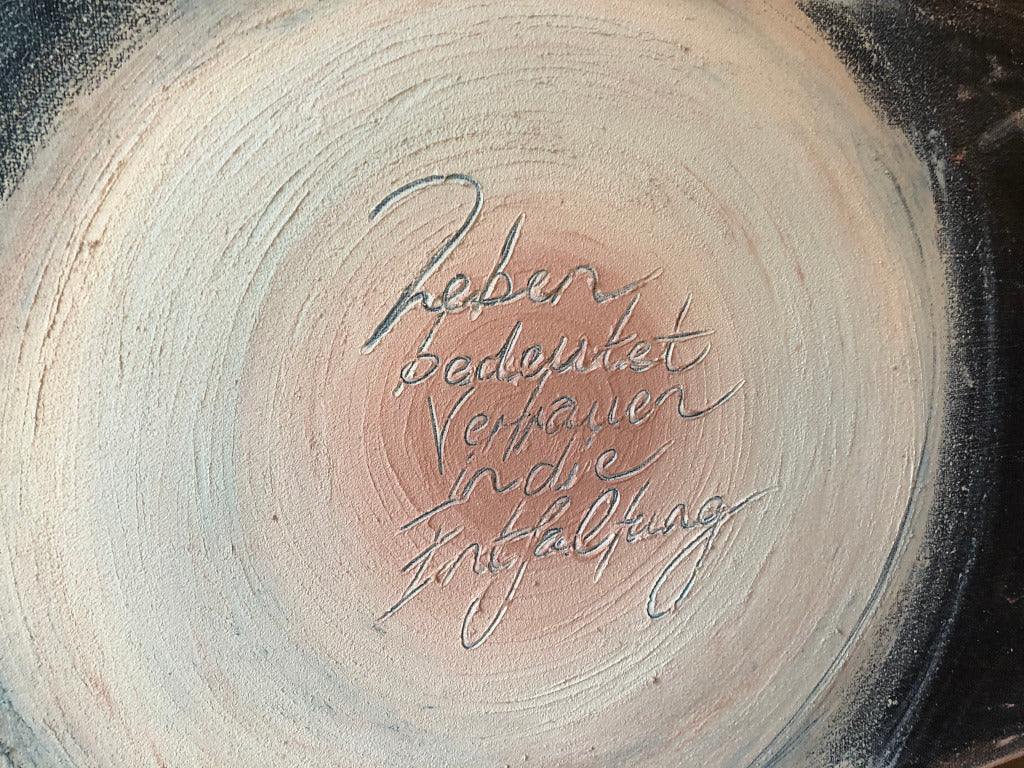 Leben
bedeutet
Vertrauen
in die
Entfaltung